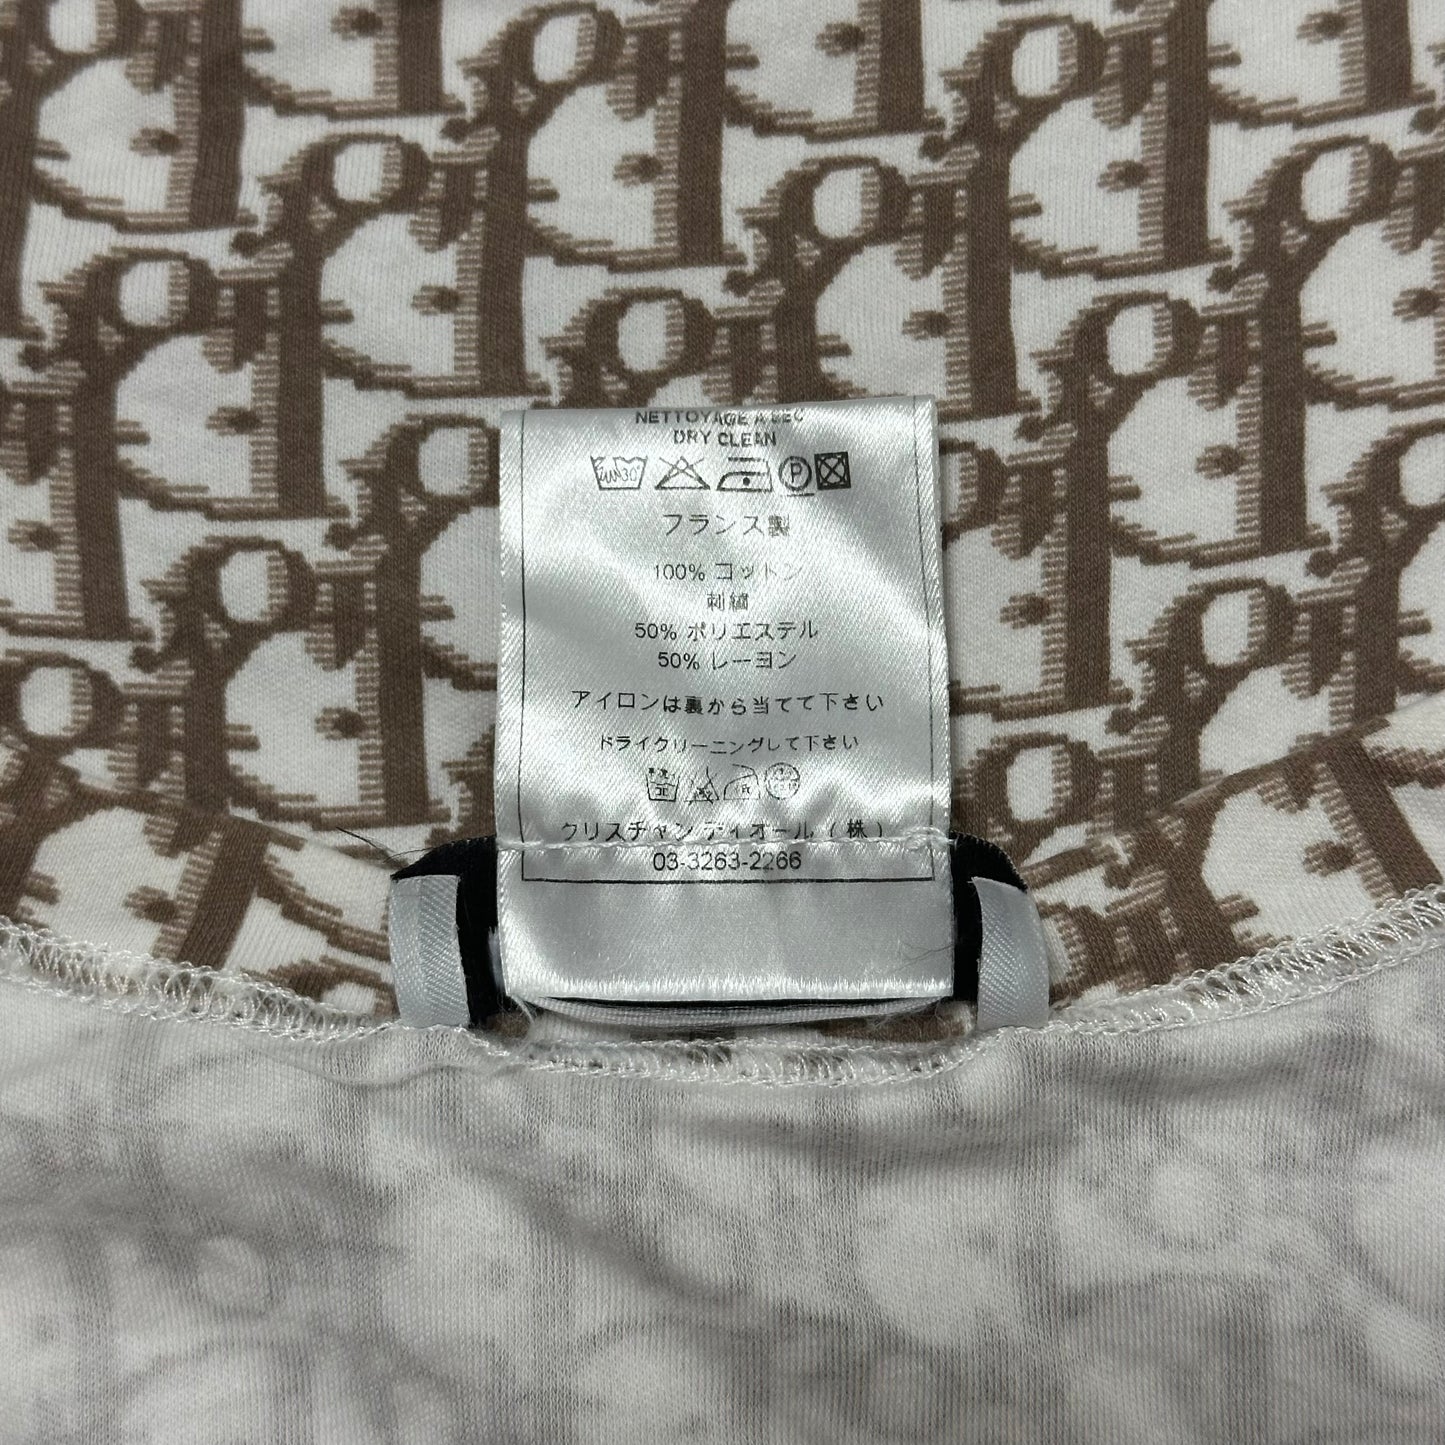 NETTOYAGE A SEC
DRY CLEAN
30°
P
フランス製
100% コットン
刺繍
50% ポリエステル
50% レーヨン
アイロンは裏から当てて下さい
ドライクリーニングして下さい
クリスチャン ディオール (株)
03-3263-2266